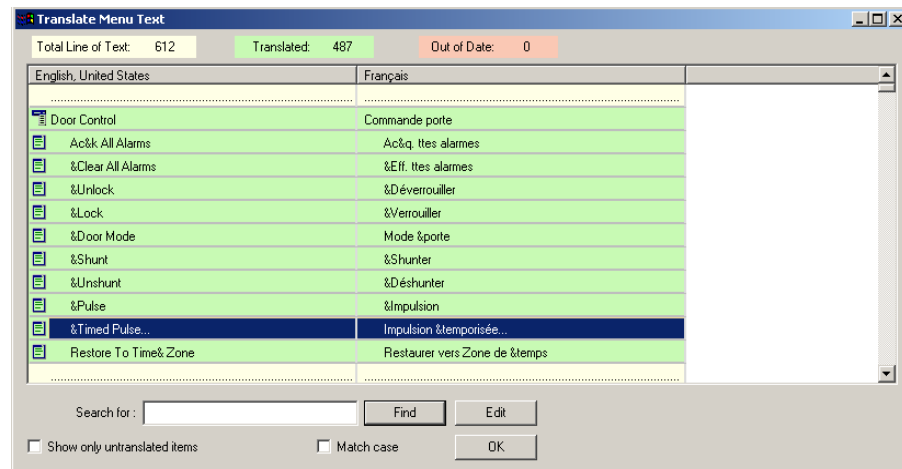 Translate Menu Text
Total Line of Text: 612 Translated: 487 Out of Date: 0
English, United States Français
Door Control Commande porte
Ac&k All Alarms Ac&q. ttes alarmes
&Clear All Alarms &Eff. ttes alarmes
&Unlock &Déverrouiller
&Lock &Verrouiller
&Door Mode Mode &porte
&Shunt &Shunter
&Unshunt &Déshunter
&Pulse &Impulsion
&Timed Pulse... Impulsion &temporisée...
Restore To Time& Zone Restaurer vers Zone de &temps
Search for : Find Edit
Show only untranslated items Match case OK